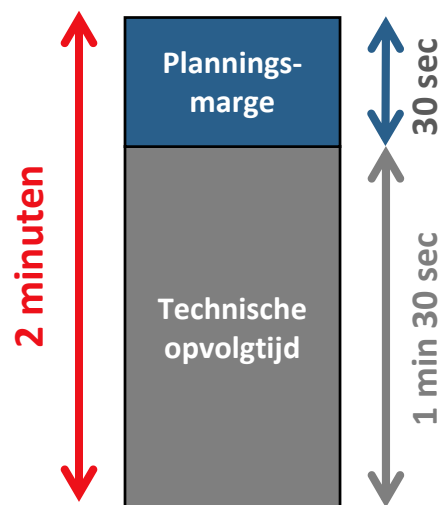 Plannings-
marge
30 sec
2 minuten
Technische
opvolgtijd
1 min 30 sec